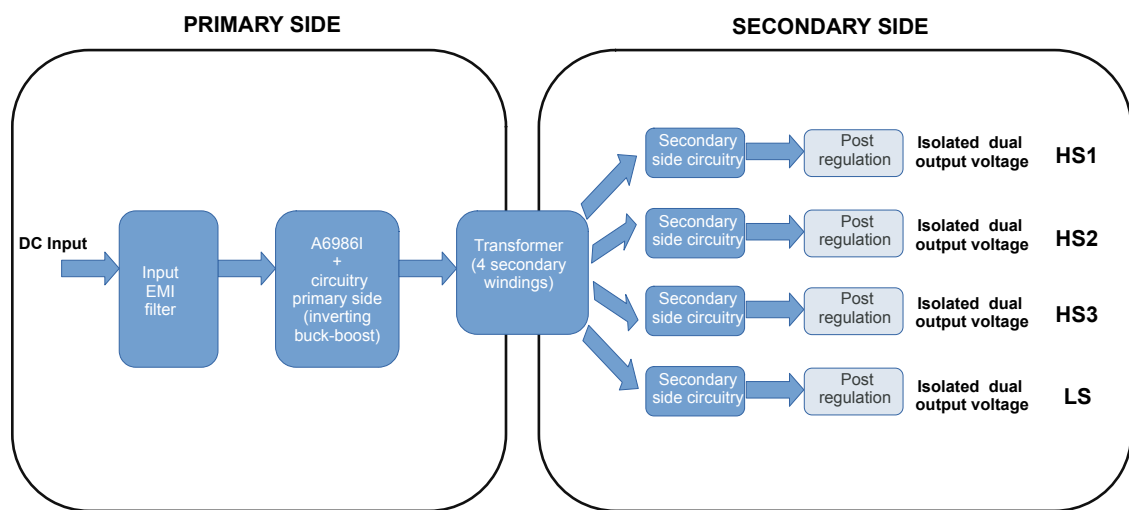 PRIMARY SIDE
SECONDARY SIDE
DC Input
Input
EMI
filter
A6986I
+
circuitry
primary side
(inverting
buck-boost)
Transformer
(4 secondary
windings)
Secondary
side circuitry
Post
regulation
Isolated dual
output voltage
HS1
Secondary
side circuitry
Post
regulation
Isolated dual
output voltage
HS2
Secondary
side circuitry
Post
regulation
Isolated dual
output voltage
HS3
Secondary
side circuitry
Post
regulation
Isolated dual
output voltage
LS